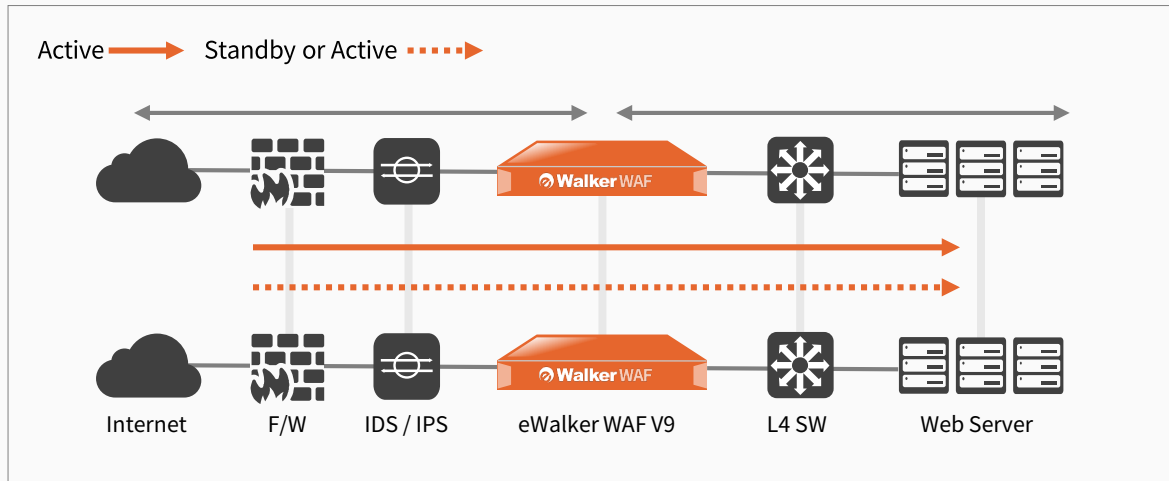 Active
Standby or Active
Walker WAF
Walker WAF
Internet
F/W
IDS / IPS
eWalker WAF V9
L4 SW
Web Server